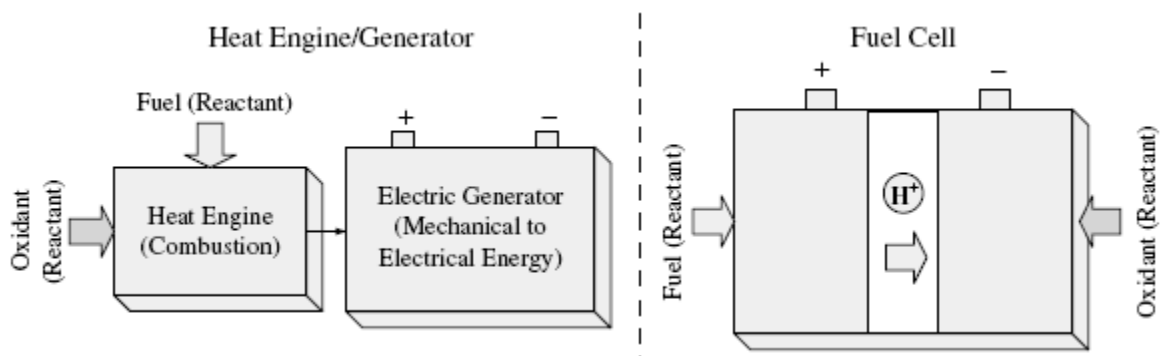 Heat Engine/Generator
Fuel (Reactant)
Oxidant
(Reactant)
Heat Engine
(Combustion)
+
−
Electric Generator
(Mechanical to
Electrical Energy)
Fuel Cell
+
−
Fuel (Reactant)
H⁺
Oxidant (Reactant)